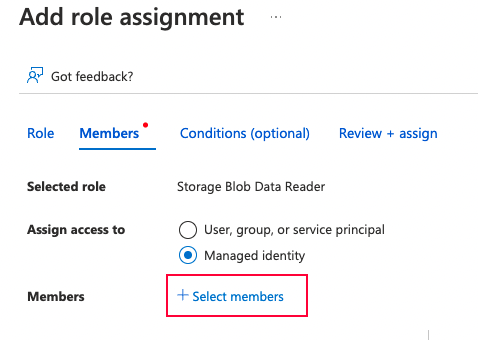 Add role assignment ...
Got feedback?
Role Members Conditions (optional) Review + assign
Selected role Storage Blob Data Reader
Assign access to User, group, or service principal
Managed identity
Members + Select members